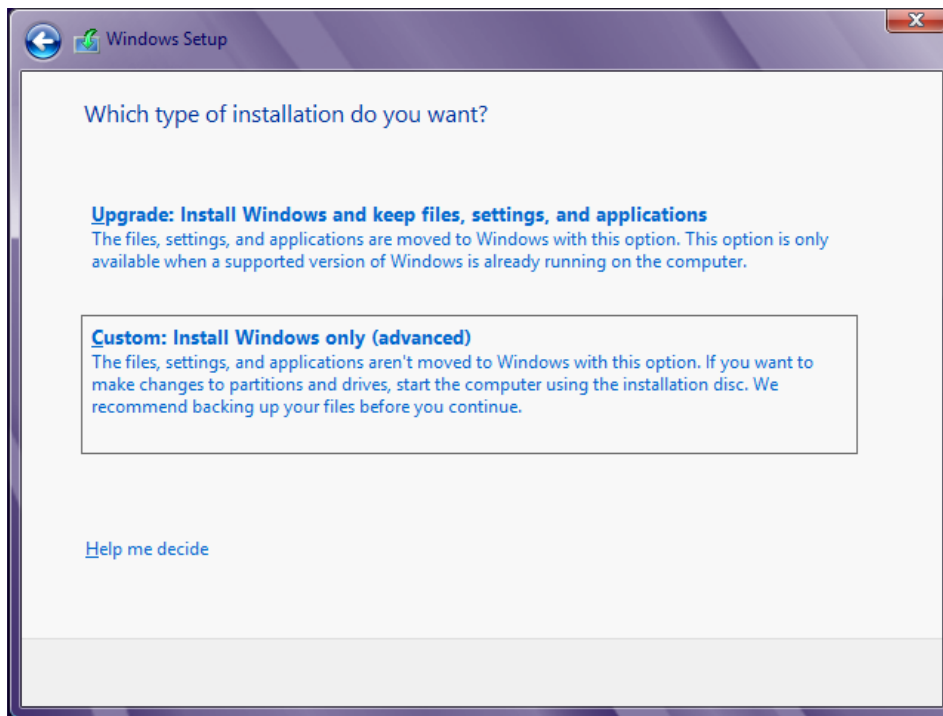 Windows Setup
Which type of installation do you want?
Upgrade: Install Windows and keep files, settings, and applications
The files, settings, and applications are moved to Windows with this option. This option is only
available when a supported version of Windows is already running on the computer.
Custom: Install Windows only (advanced)
The files, settings, and applications aren't moved to Windows with this option. If you want to
make changes to partitions and drives, start the computer using the installation disc. We
recommend backing up your files before you continue.
Help me decide